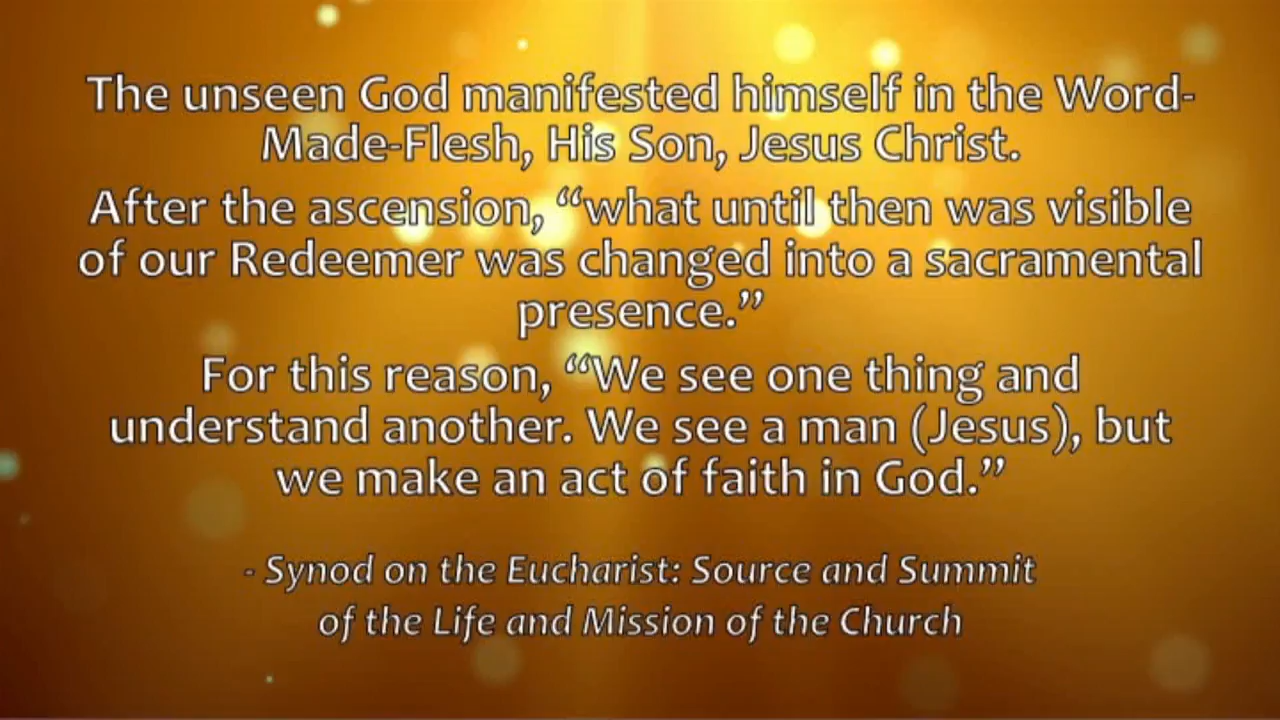 The unseen God manifested himself in the Word-
Made-Flesh, His Son, Jesus Christ.
After the ascension, “what until then was visible
of our Redeemer was changed into a sacramental
presence.”
For this reason, “We see one thing and
understand another. We see a man (Jesus), but
we make an act of faith in God.”
- Synod on the Eucharist: Source and Summit
of the Life and Mission of the Church